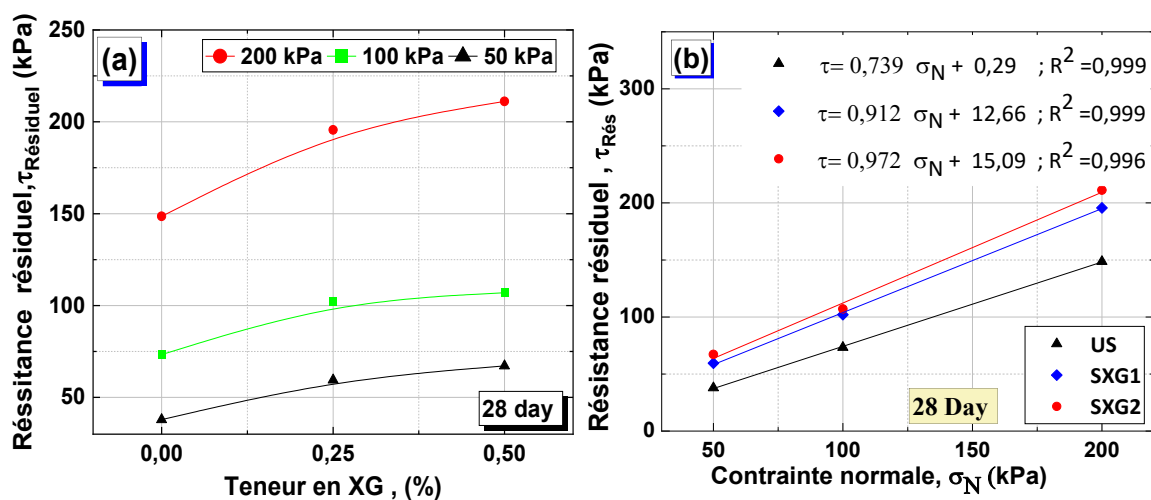 (a)
200 kPa 100 kPa 50 kPa
Réssitance résiduel,τRésiduel (kPa)
250
200
150
100
50
0,00 0,25 0,50
28 day
Teneur en XG , (%)
(b)
τ= 0,739 σN + 0,29 ; R2 =0,999
τ= 0,912 σN + 12,66 ; R2 =0,999
τ= 0,972 σN + 15,09 ; R2 =0,996
Résistance résiduel , τRés (kPa)
300
200
100
0
US
SXG1
SXG2
28 Day
50 100 150 200
Contrainte normale, σN (kPa)